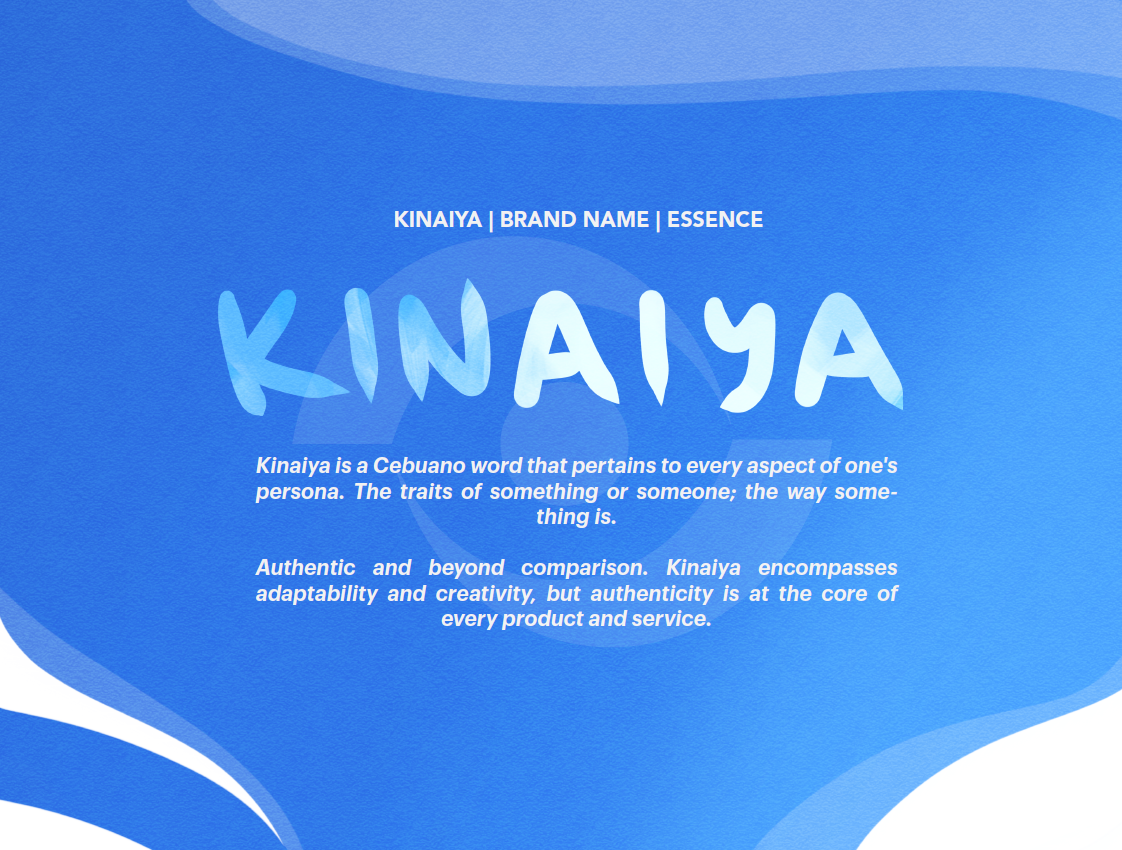 KINAIYA | BRAND NAME | ESSENCE
KINAIYA
Kinaiya is a Cebuano word that pertains to every aspect of one's
persona. The traits of something or someone; the way some-
thing is.
Authentic and beyond comparison. Kinaiya encompasses
adaptability and creativity, but authenticity is at the core of
every product and service.